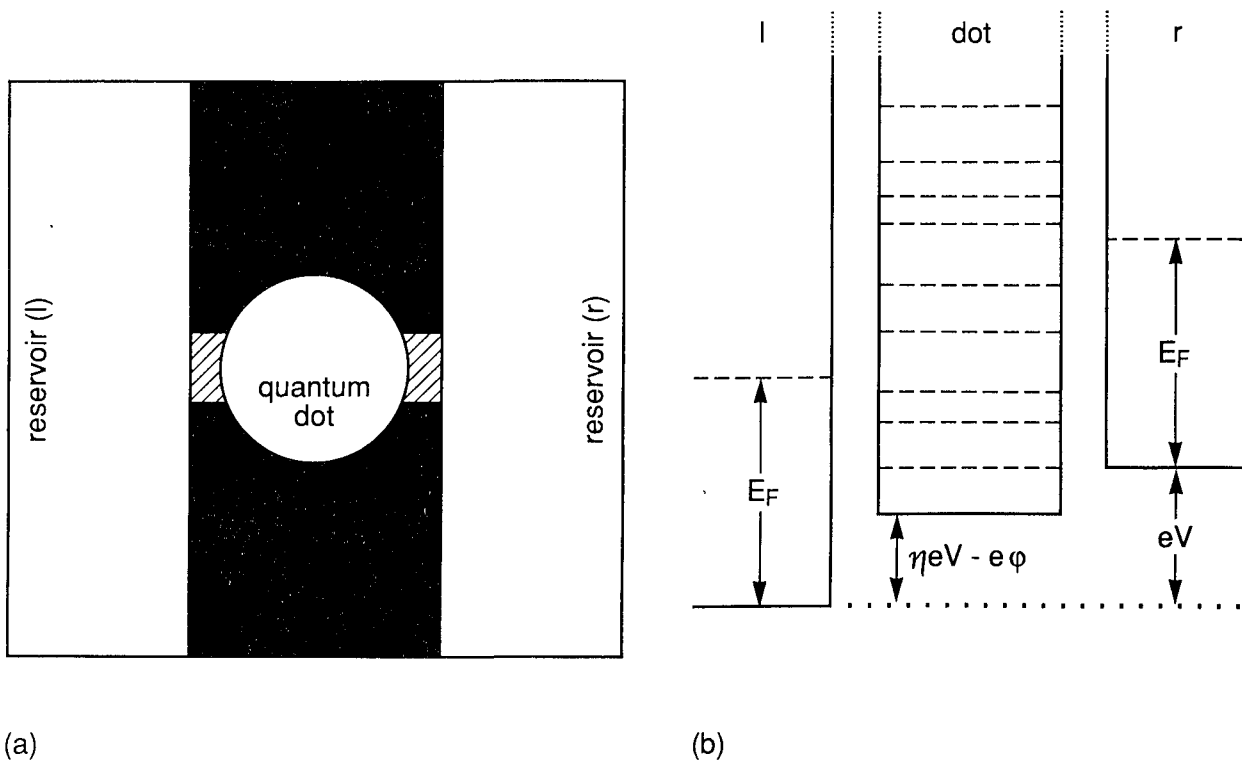 reservoir (l)
quantum
dot
reservoir (r)
(a)
l
dot
r
E_F
ηeV - eφ
E_F
eV
(b)